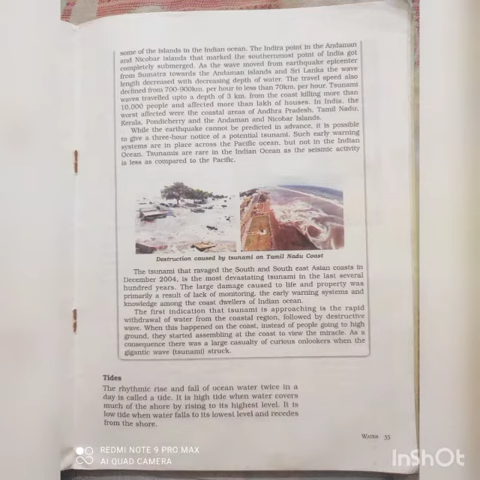 some of the islands in the Indian ocean. The Indira point in the Andaman
and Nicobar islands that marked the southernmost point of India got
completely submerged. As the wave moved from earthquake epicenter
from Sumatra towards the Andaman islands and Sri Lanka the wave
length decreased with decreasing depth of water. The travel speed also
declined from 700-900km. per hour to less than 70km. per hour. Tsunami
waves travelled upto a depth of 3 km. from the coast killing more than
10,000 people and affected more than lakh of houses. In India, the
worst affected were the coastal areas of Andhra Pradesh, Tamil Nadu,
Kerala, Pondicherry and the Andaman and Nicobar Islands.
While the earthquake cannot be predicted in advance, it is possible
to give a three-hour notice of a potential tsunami. Such early warning
systems are in place across the Pacific ocean, but not in the Indian
Ocean. Tsunamis are rare in the Indian Ocean as the seismic activity
is less as compared to the Pacific.
Destruction caused by tsunami on Tamil Nadu Coast
The tsunami that ravaged the South and South east Asian coasts in
December 2004, is the most devastating tsunami in the last several
hundred years. The large damage caused to life and property was
primarily a result of lack of monitoring, the early warning systems and
knowledge among the coast dwellers of Indian ocean.
The first indication that tsunami is approaching is the rapid
withdrawal of water from the coastal region, followed by destructive
wave. When this happened on the coast, instead of people going to high
ground, they started assembling at the coast to view the miracle. As a
consequence there was a large casualty of curious onlookers when the
gigantic wave (tsunami) struck.
Tides
The rhythmic rise and fall of ocean water twice in a
day is called a tide. It is high tide when water covers
much of the shore by rising to its highest level. It is
low tide when water falls to its lowest level and recedes
from the shore.
Water 33
REDMI NOTE 9 PRO MAX
AI QUAD CAMERA
InShOt